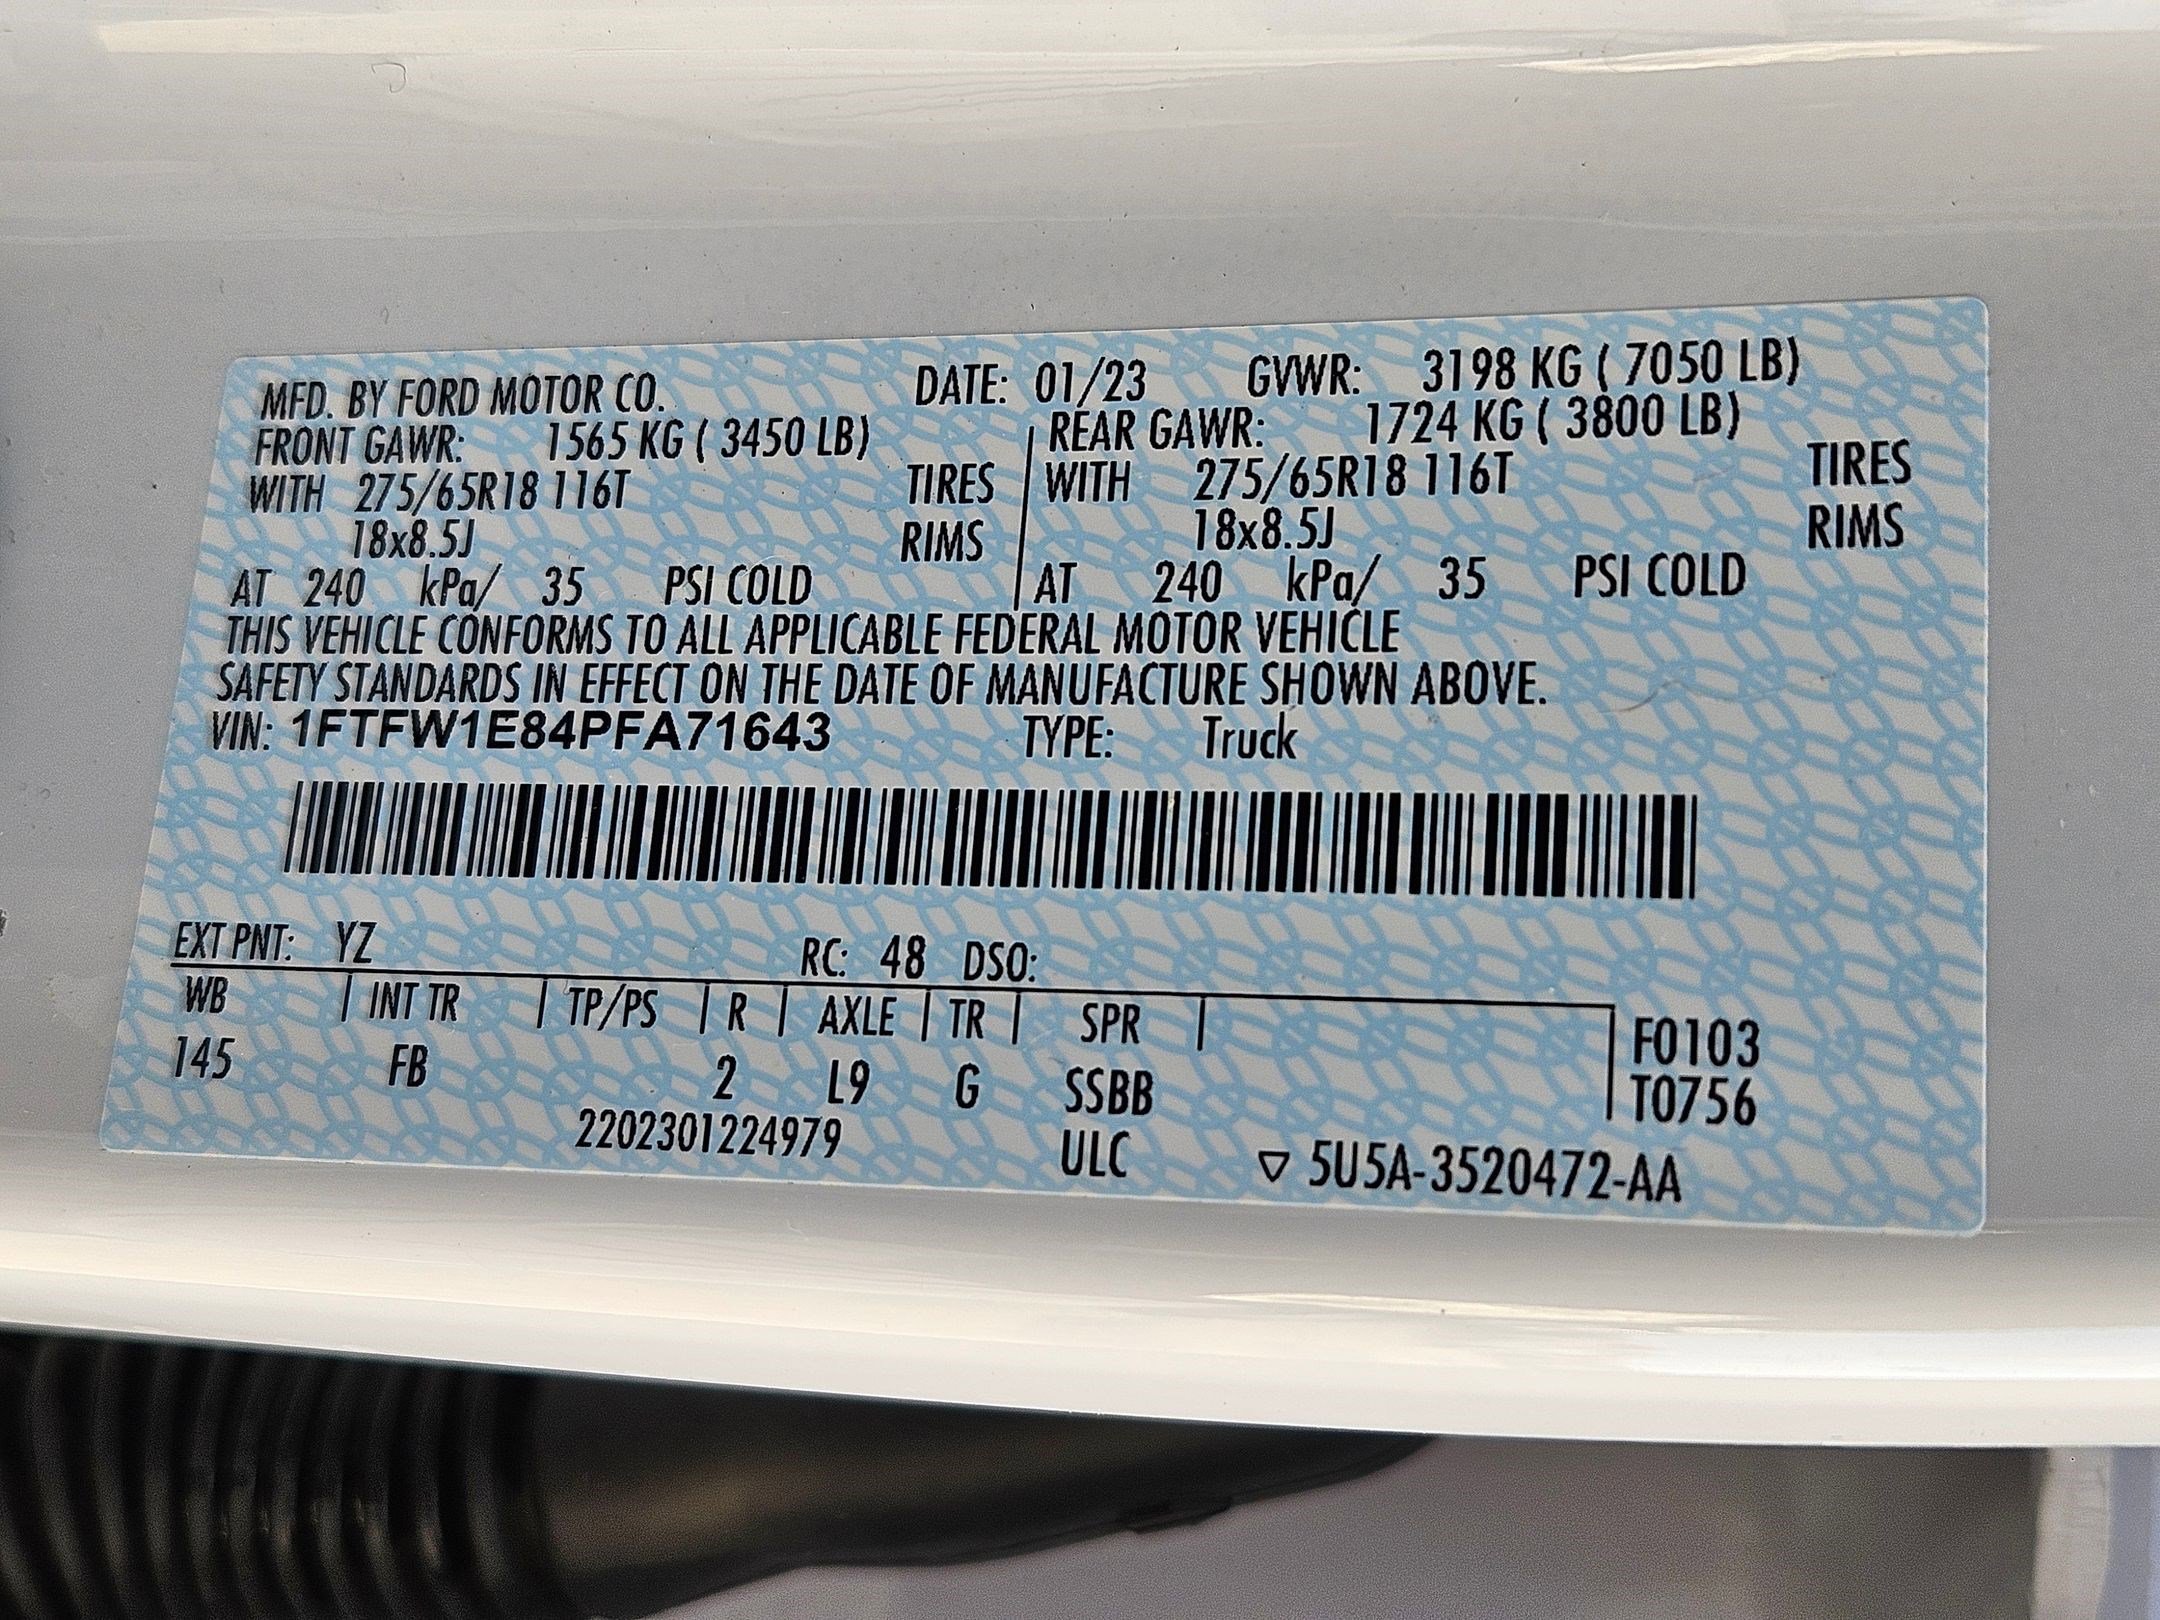 MFD. BY FORD MOTOR CO. DATE: 01/23 GVWR: 3198 KG ( 7050 LB)
FRONT GAWR: 1565 KG ( 3450 LB) REAR GAWR: 1724 KG ( 3800 LB)
WITH 275/65R18 116T TIRES WITH 275/65R18 116T TIRES
18x8.5J RIMS 18x8.5J RIMS
AT 240 kPa/ 35 PSI COLD AT 240 kPa/ 35 PSI COLD
THIS VEHICLE CONFORMS TO ALL APPLICABLE FEDERAL MOTOR VEHICLE
SAFETY STANDARDS IN EFFECT ON THE DATE OF MANUFACTURE SHOWN ABOVE.
VIN: 1FTFW1E84PFA71643 TYPE: Truck
EXT PNT: YZ RC: 48 DSO:
WB | INT TR | TP/PS | R | AXLE | TR | SPR | F0103
145 FB 2 L9 G SSBB T0756
2202301224979 ULC ▽ 5U5A-3520472-AA